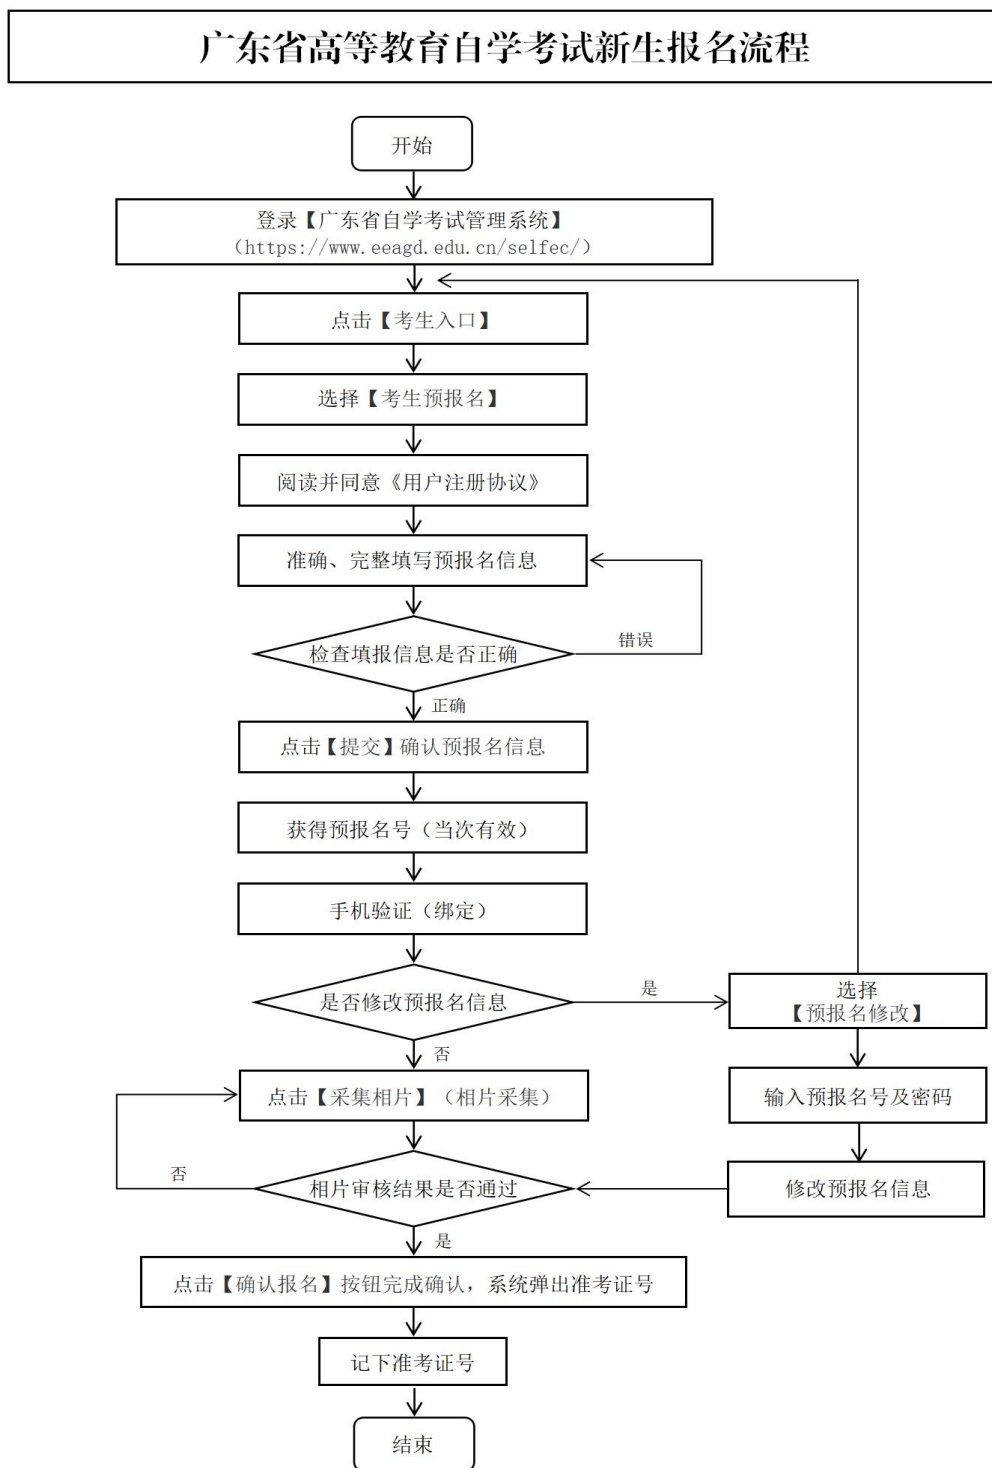 广东省高等教育自学考试新生报名流程
开始
登录【广东省自学考试管理系统】
（https://www.eeagd.edu.cn/selfec/）
点击【考生入口】
选择【考生预报名】
阅读并同意《用户注册协议》
准确、完整填写预报名信息
检查填报信息是否正确
错误
正确
点击【提交】确认预报名信息
获得预报名号（当次有效）
手机验证（绑定）
是否修改预报名信息
是
选择
【预报名修改】
否
点击【采集相片】（相片采集）
输入预报名号及密码
否
相片审核结果是否通过
修改预报名信息
是
点击【确认报名】按钮完成确认，系统弹出准考证号
记下准考证号
结束